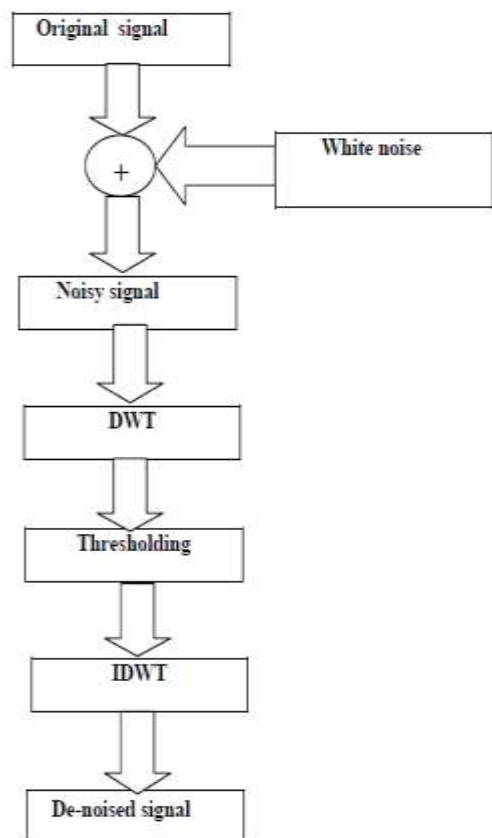 Original signal
White noise
+
Noisy signal
DWT
Thresholding
IDWT
De-noised signal